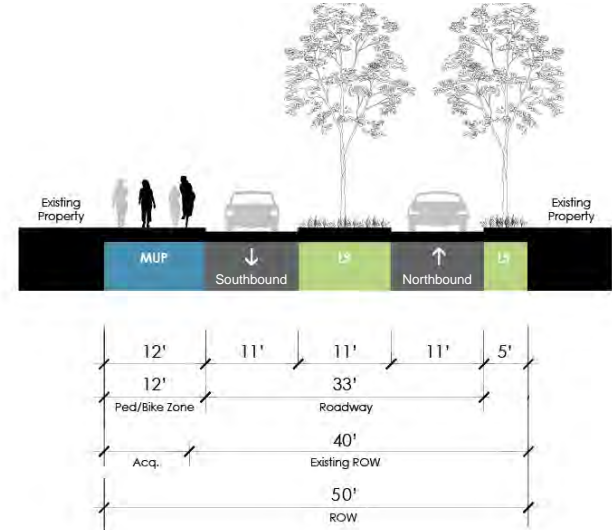 Existing
Property
Existing
Property
MUP
↓
Southbound
LS
↑
Northbound
LS
12' 11' 11' 11' 5'
12' 33'
Ped/Bike Zone Roadway
40'
Acq. Existing ROW
50'
ROW